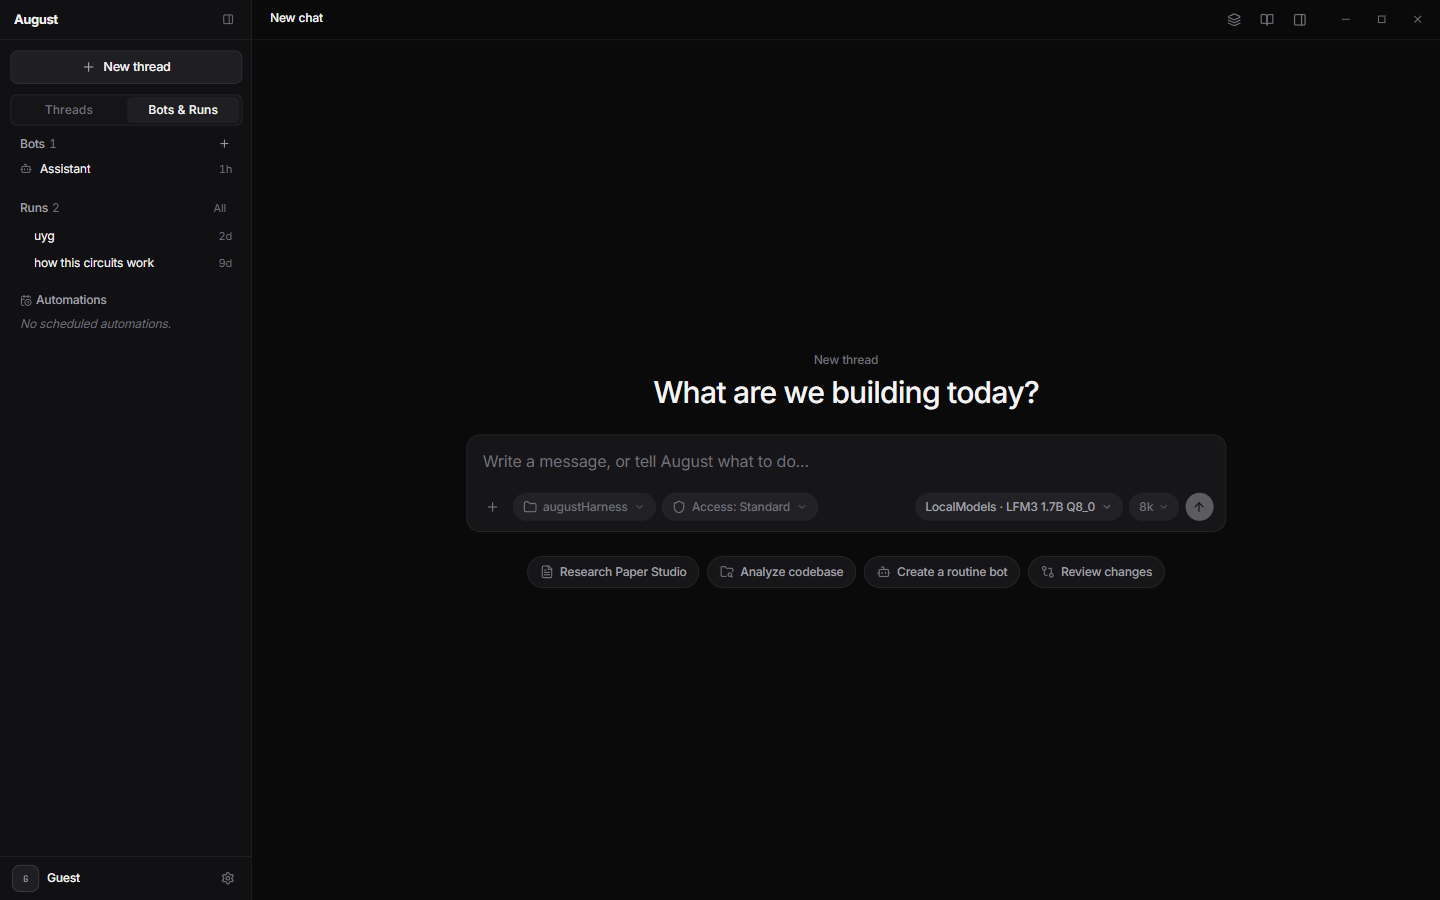 August
New chat
New thread
Threads
Bots & Runs
Bots 1
Assistant 1h
Runs 2 All
uyg 2d
how this circuits work 9d
Automations
No scheduled automations.
New thread
What are we building today?
Write a message, or tell August what to do...
augustHarness
Access: Standard
LocalModels · LFM3 1.7B Q8_0
8k
Research Paper Studio
Analyze codebase
Create a routine bot
Review changes
G
Guest